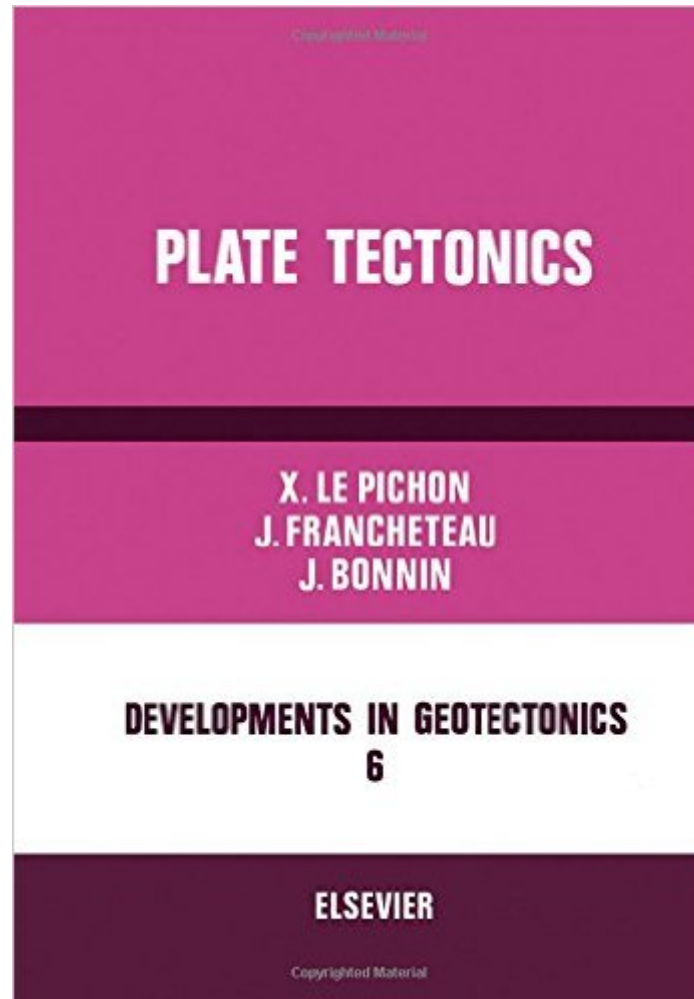 Copyrighted Material
PLATE TECTONICS
X. LE PICHON
J. FRANCHETEAU
J. BONNIN
DEVELOPMENTS IN GEOTECTONICS
6
ELSEVIER
Copyrighted Material